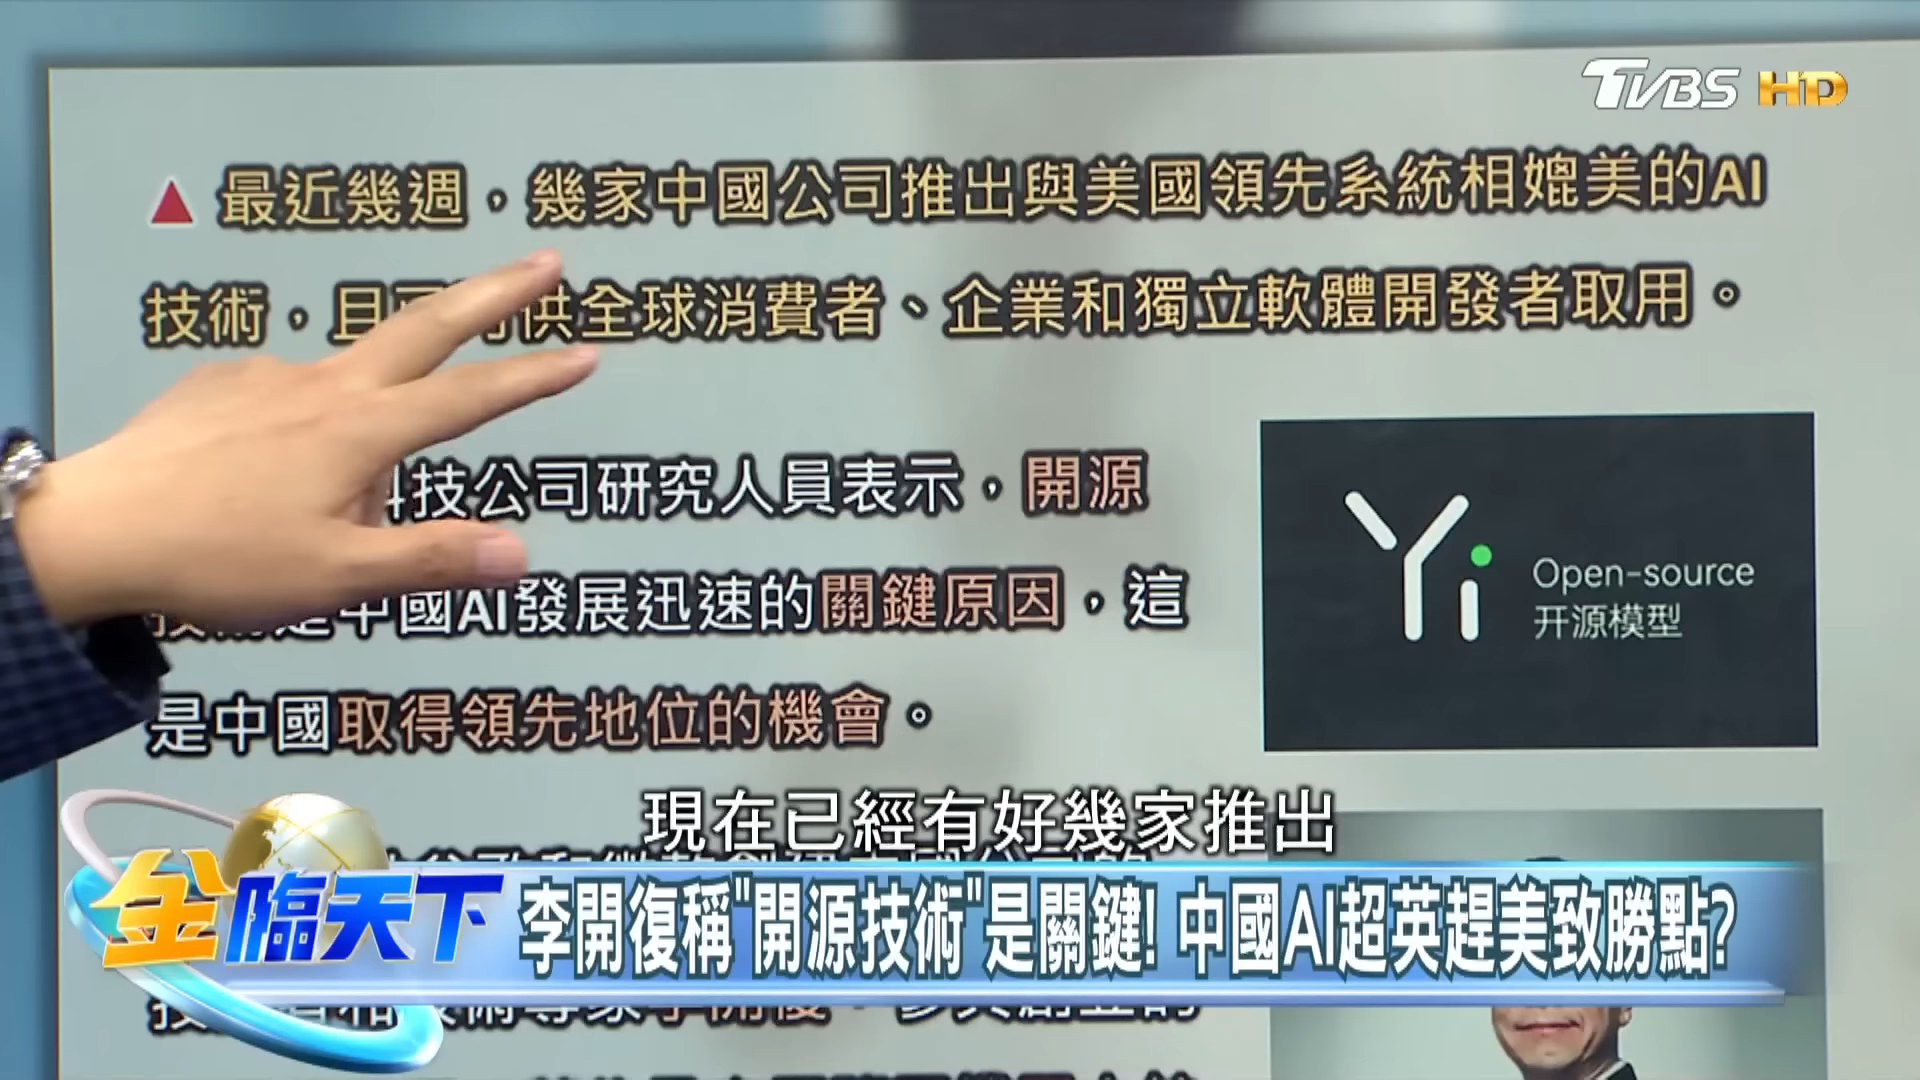 TVBS HD
▲ 最近幾週，幾家中國公司推出與美國領先系統相媲美的AI
技術，且可 供全球消費者、企業和獨立軟體開發者取用。
科技公司研究人員表示，開源
技術是中國AI發展迅速的關鍵原因，這
是中國取得領先地位的機會。
Yi
Open-source
开源模型
現在已經有好幾家推出
金臨天下
李開復稱"開源技術"是關鍵! 中國AI超英趕美致勝點?